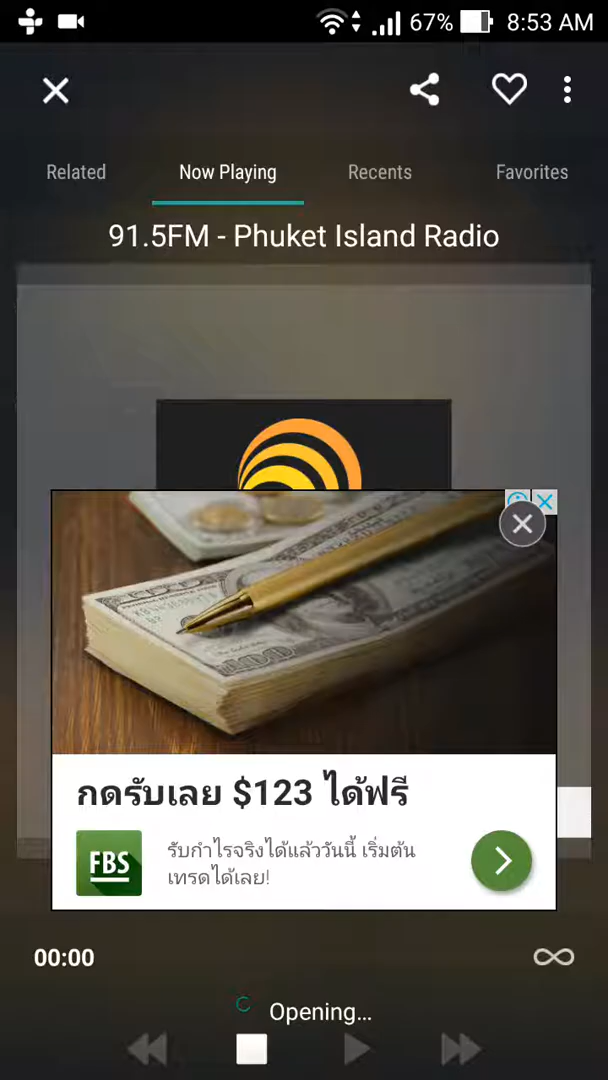 67% 8:53 AM
Related Now Playing Recents Favorites
91.5FM - Phuket Island Radio
100
กดรับเลย $123 ได้ฟรี
FBS
รับกำไรจริงได้แล้ววันนี้ เริ่มต้น
เทรดได้เลย!
00:00
Opening...